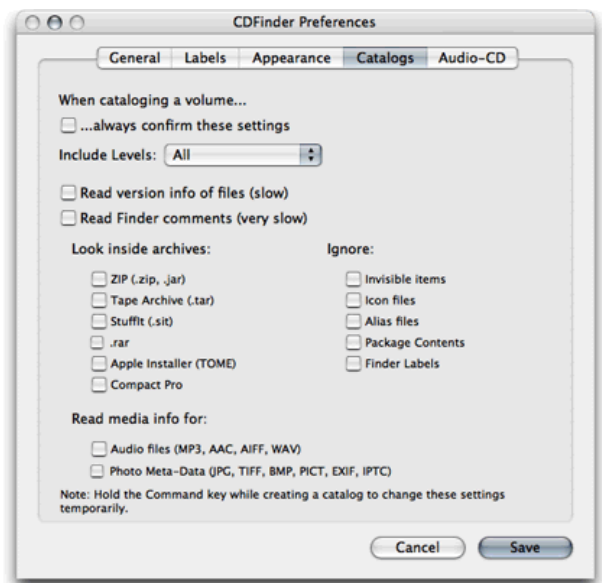 CDFinder Preferences
General Labels Appearance Catalogs Audio-CD
When cataloging a volume...
...always confirm these settings
Include Levels: All
Read version info of files (slow)
Read Finder comments (very slow)
Look inside archives: Ignore:
ZIP (.zip, .jar) Invisible items
Tape Archive (.tar) Icon files
StuffIt (.sit) Alias files
.rar Package Contents
Apple Installer (TOME) Finder Labels
Compact Pro
Read media info for:
Audio files (MP3, AAC, AIFF, WAV)
Photo Meta-Data (JPG, TIFF, BMP, PICT, EXIF, IPTC)
Note: Hold the Command key while creating a catalog to change these settings
temporarily.
Cancel Save